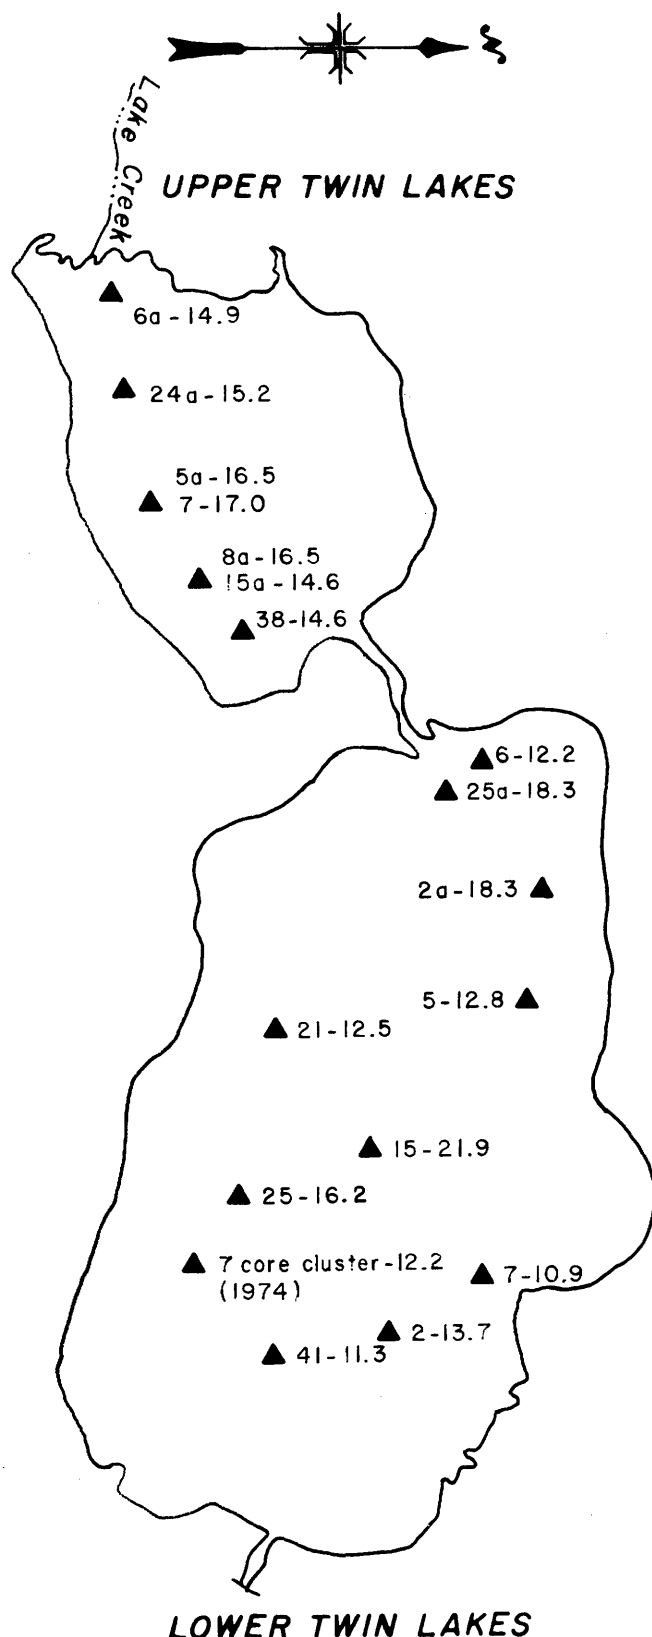 N
Lake Creek
UPPER TWIN LAKES
6a-14.9
24a-15.2
5a-16.5
7-17.0
8a-16.5
15a-14.6
38-14.6
6-12.2
25a-18.3
2a-18.3
5-12.8
21-12.5
15-21.9
25-16.2
7 core cluster-12.2
(1974)
7-10.9
2-13.7
41-11.3
LOWER TWIN LAKES